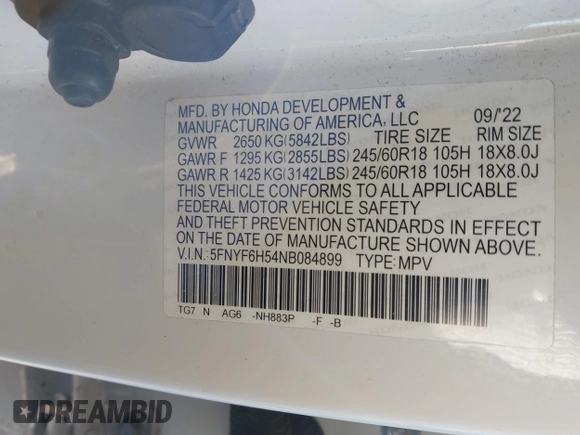 MFD. BY HONDA DEVELOPMENT &
MANUFACTURING OF AMERICA, LLC 09/'22
GVWR 2650 KG(5842LBS) TIRE SIZE RIM SIZE
GAWR F 1295 KG(2855LBS) 245/60R18 105H 18X8.0J
GAWR R 1425 KG(3142LBS) 245/60R18 105H 18X8.0J
THIS VEHICLE CONFORMS TO ALL APPLICABLE
FEDERAL MOTOR VEHICLE SAFETY
AND THEFT PREVENTION STANDARDS IN EFFECT
ON THE DATE OF MANUFACTURE SHOWN ABOVE.
V.I.N.: 5FNYF6H54NB084899 TYPE: MPV
TG7 N AG6 -NH883P -F -B
DREAMBID